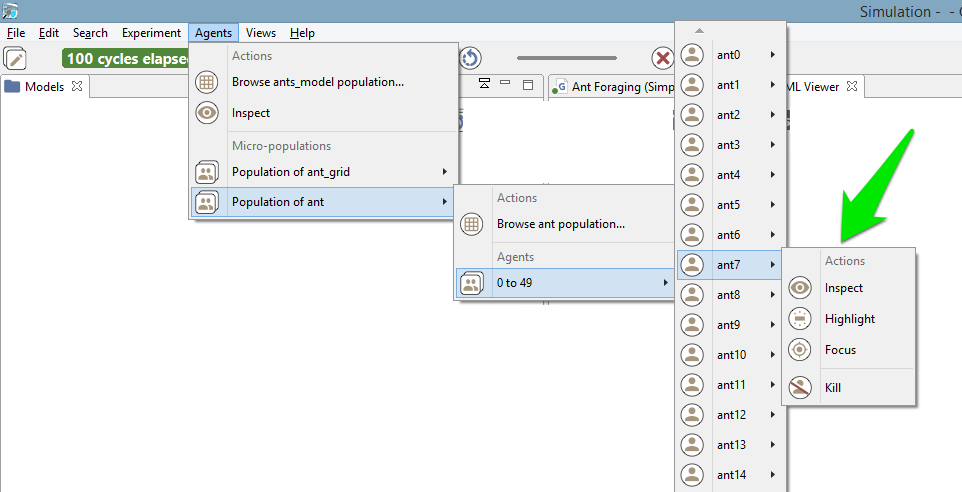 Simulation - - G
File Edit Search Experiment Agents Views Help
100 cycles elapsed
Models
Ant Foraging (Simp
ML Viewer
Actions
Browse ants_model population...
Inspect
Micro-populations
Population of ant_grid
Population of ant
Actions
Browse ant population...
Agents
0 to 49
ant0
ant1
ant2
ant3
ant4
ant5
ant6
ant7
ant8
ant9
ant10
ant11
ant12
ant13
ant14
Actions
Inspect
Highlight
Focus
Kill